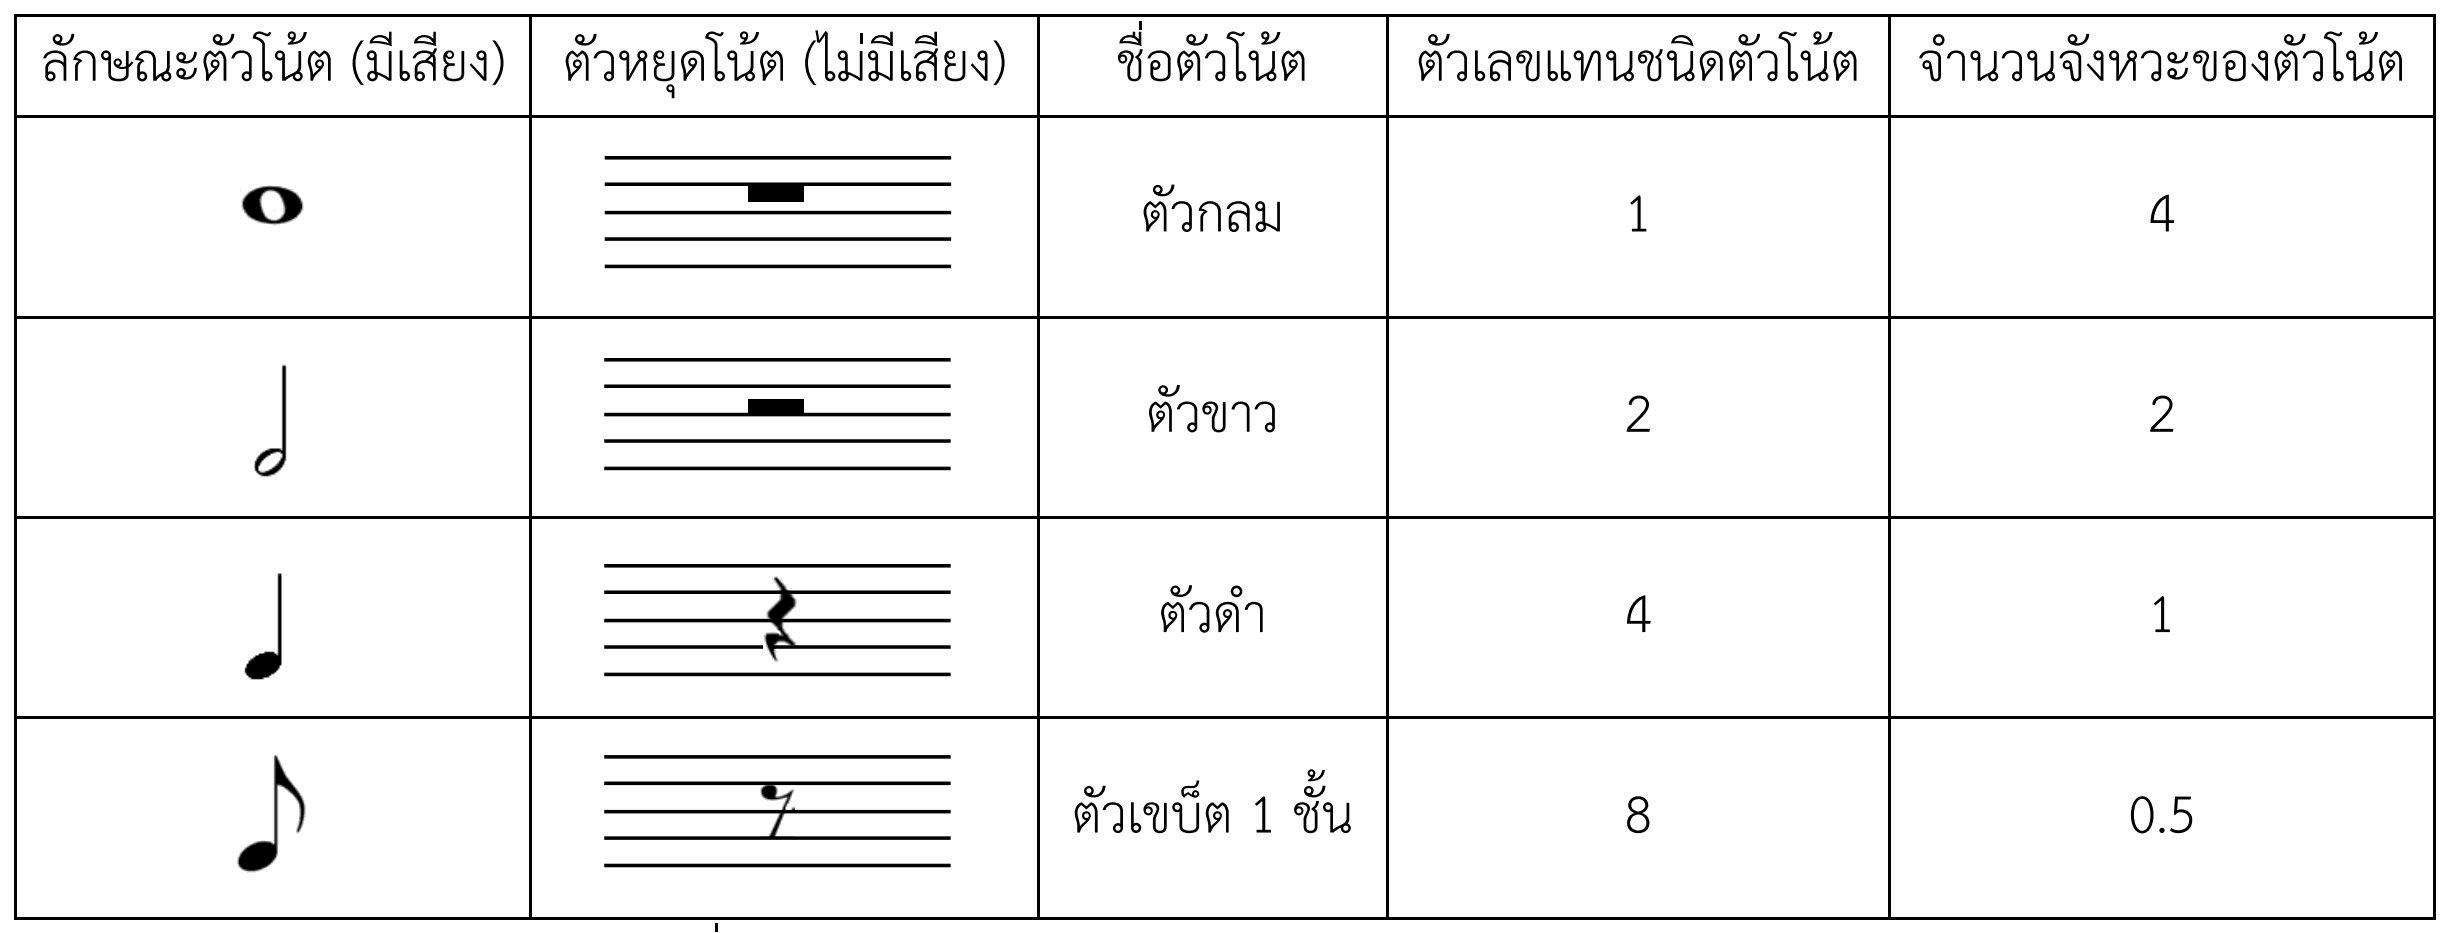 ลักษณะตัวโน้ต (มีเสียง) ตัวหยุดโน้ต (ไม่มีเสียง) ชื่อตัวโน้ต ตัวเลขแทนชนิดตัวโน้ต จำนวนจังหวะของตัวโน้ต
ตัวกลม 1 4
ตัวขาว 2 2
ตัวดำ 4 1
ตัวเขบ็ต 1 ชั้น 8 0.5